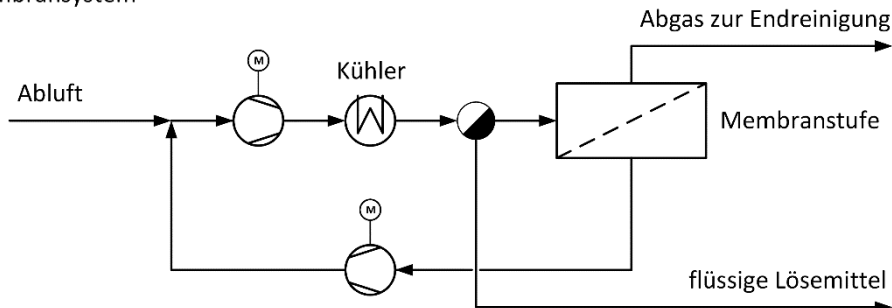 Abgas zur Endreinigung
M
Kühler
Abluft
Membranstufe
M
flüssige Lösemittel